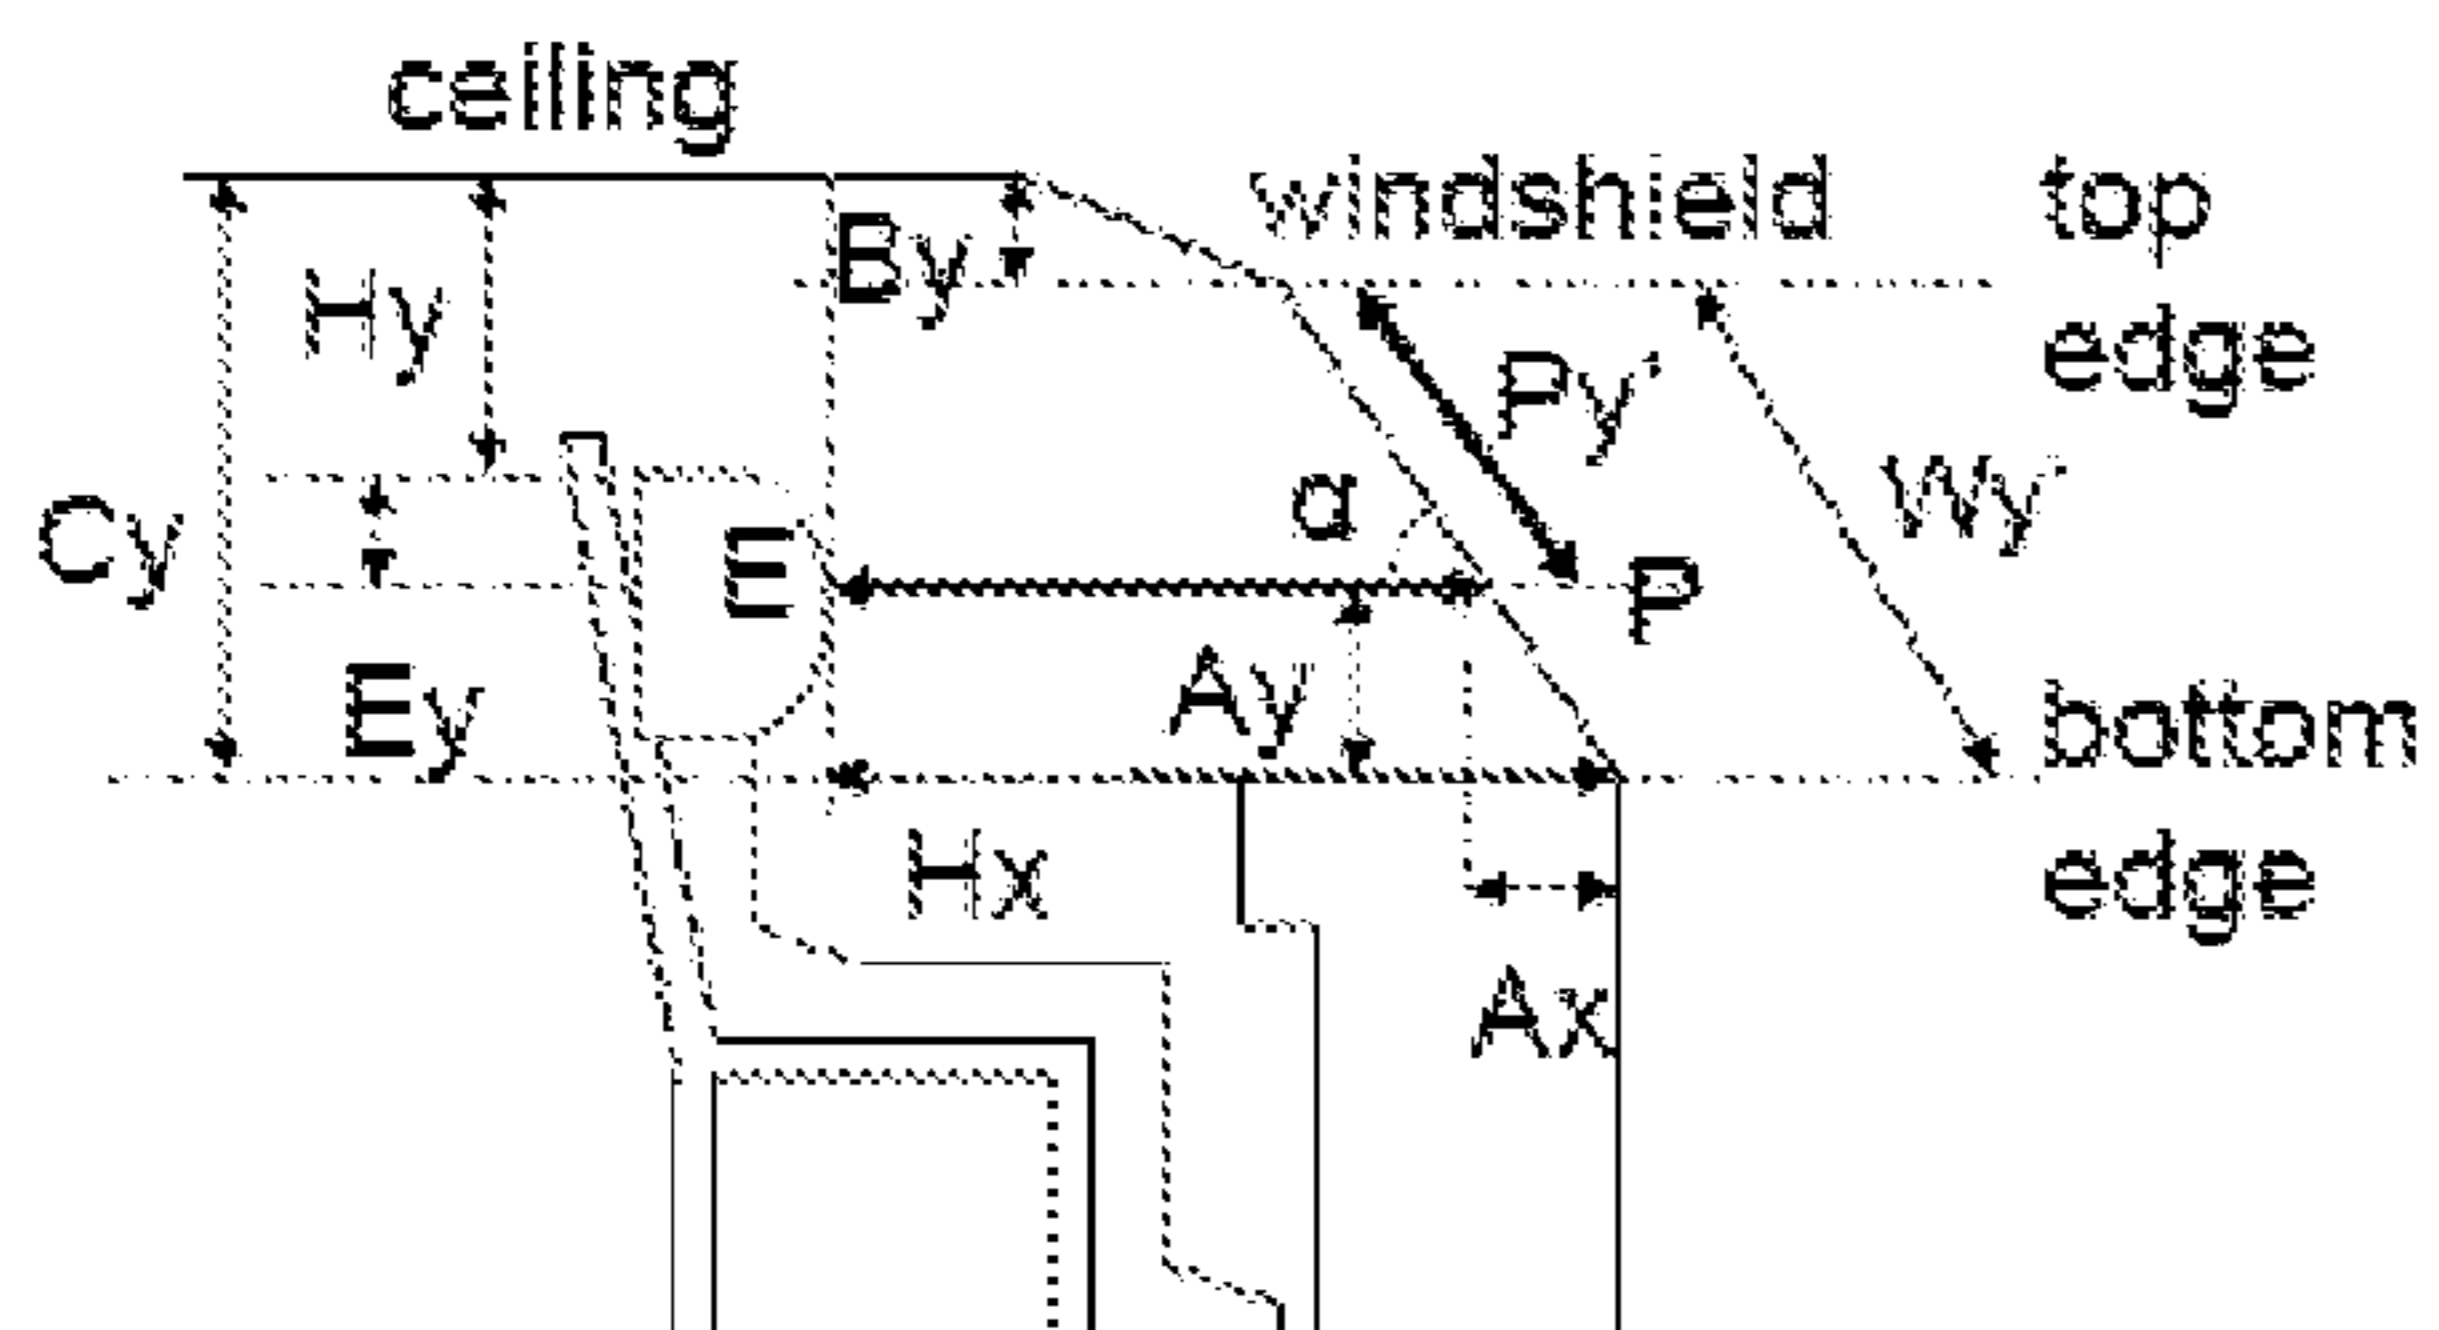 ceiling
windshield
top
edge
By
Hy
Py'
α
Wy'
Cy
E
P
Ey
Ay
bottom
edge
Hx
Ax